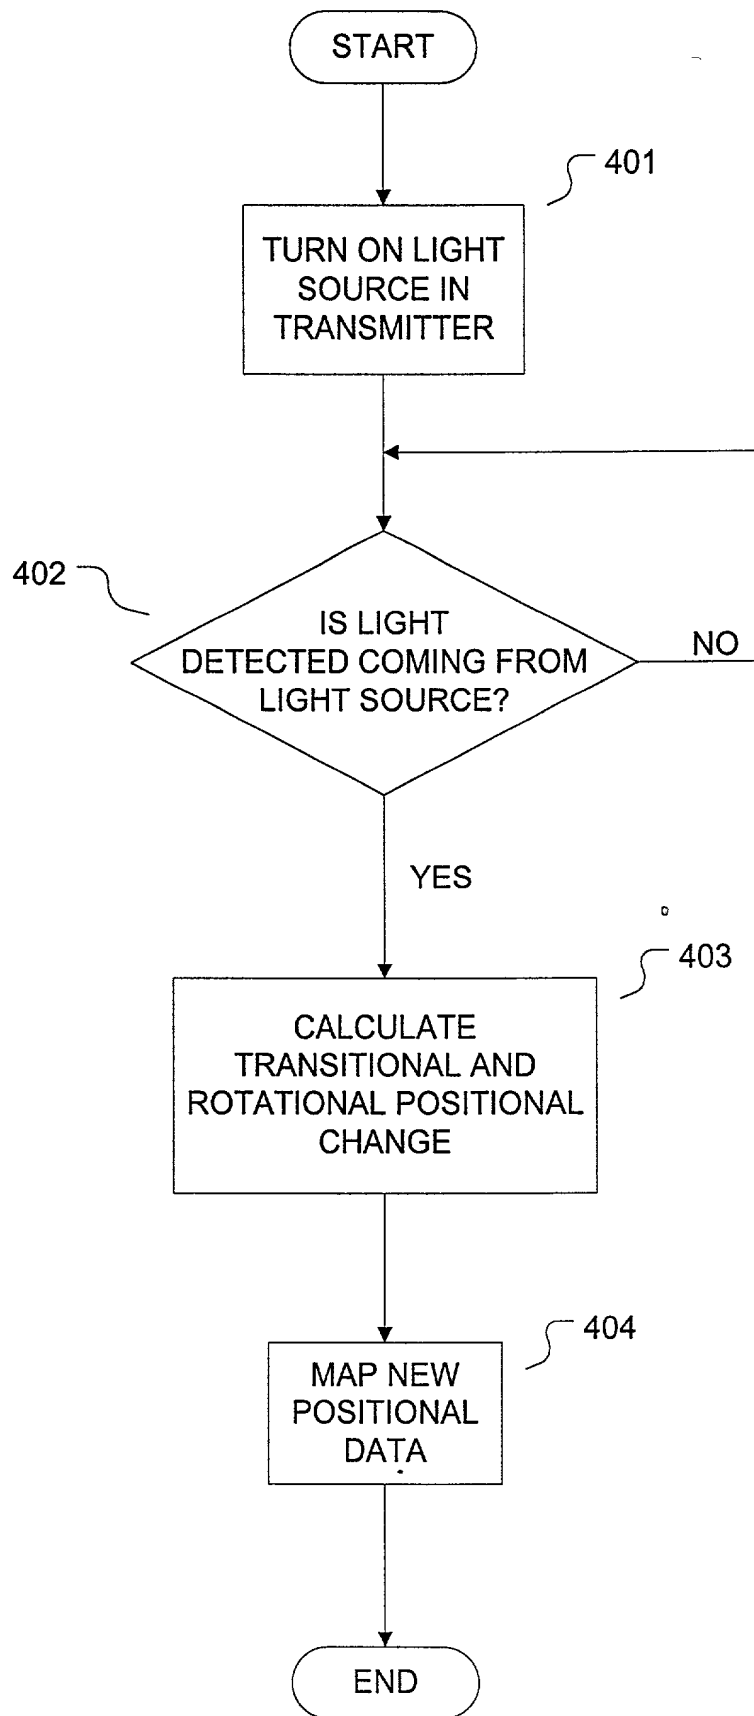 START
401
TURN ON LIGHT
SOURCE IN
TRANSMITTER
402
IS LIGHT
DETECTED COMING FROM
LIGHT SOURCE?
NO
YES
403
CALCULATE
TRANSITIONAL AND
ROTATIONAL POSITIONAL
CHANGE
404
MAP NEW
POSITIONAL
DATA
END